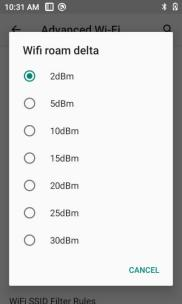 10:31 AM
Advanced Wi-Fi
Wifi roam delta
2dBm
5dBm
10dBm
15dBm
20dBm
25dBm
30dBm
CANCEL
WiFi SSID Filter Rules